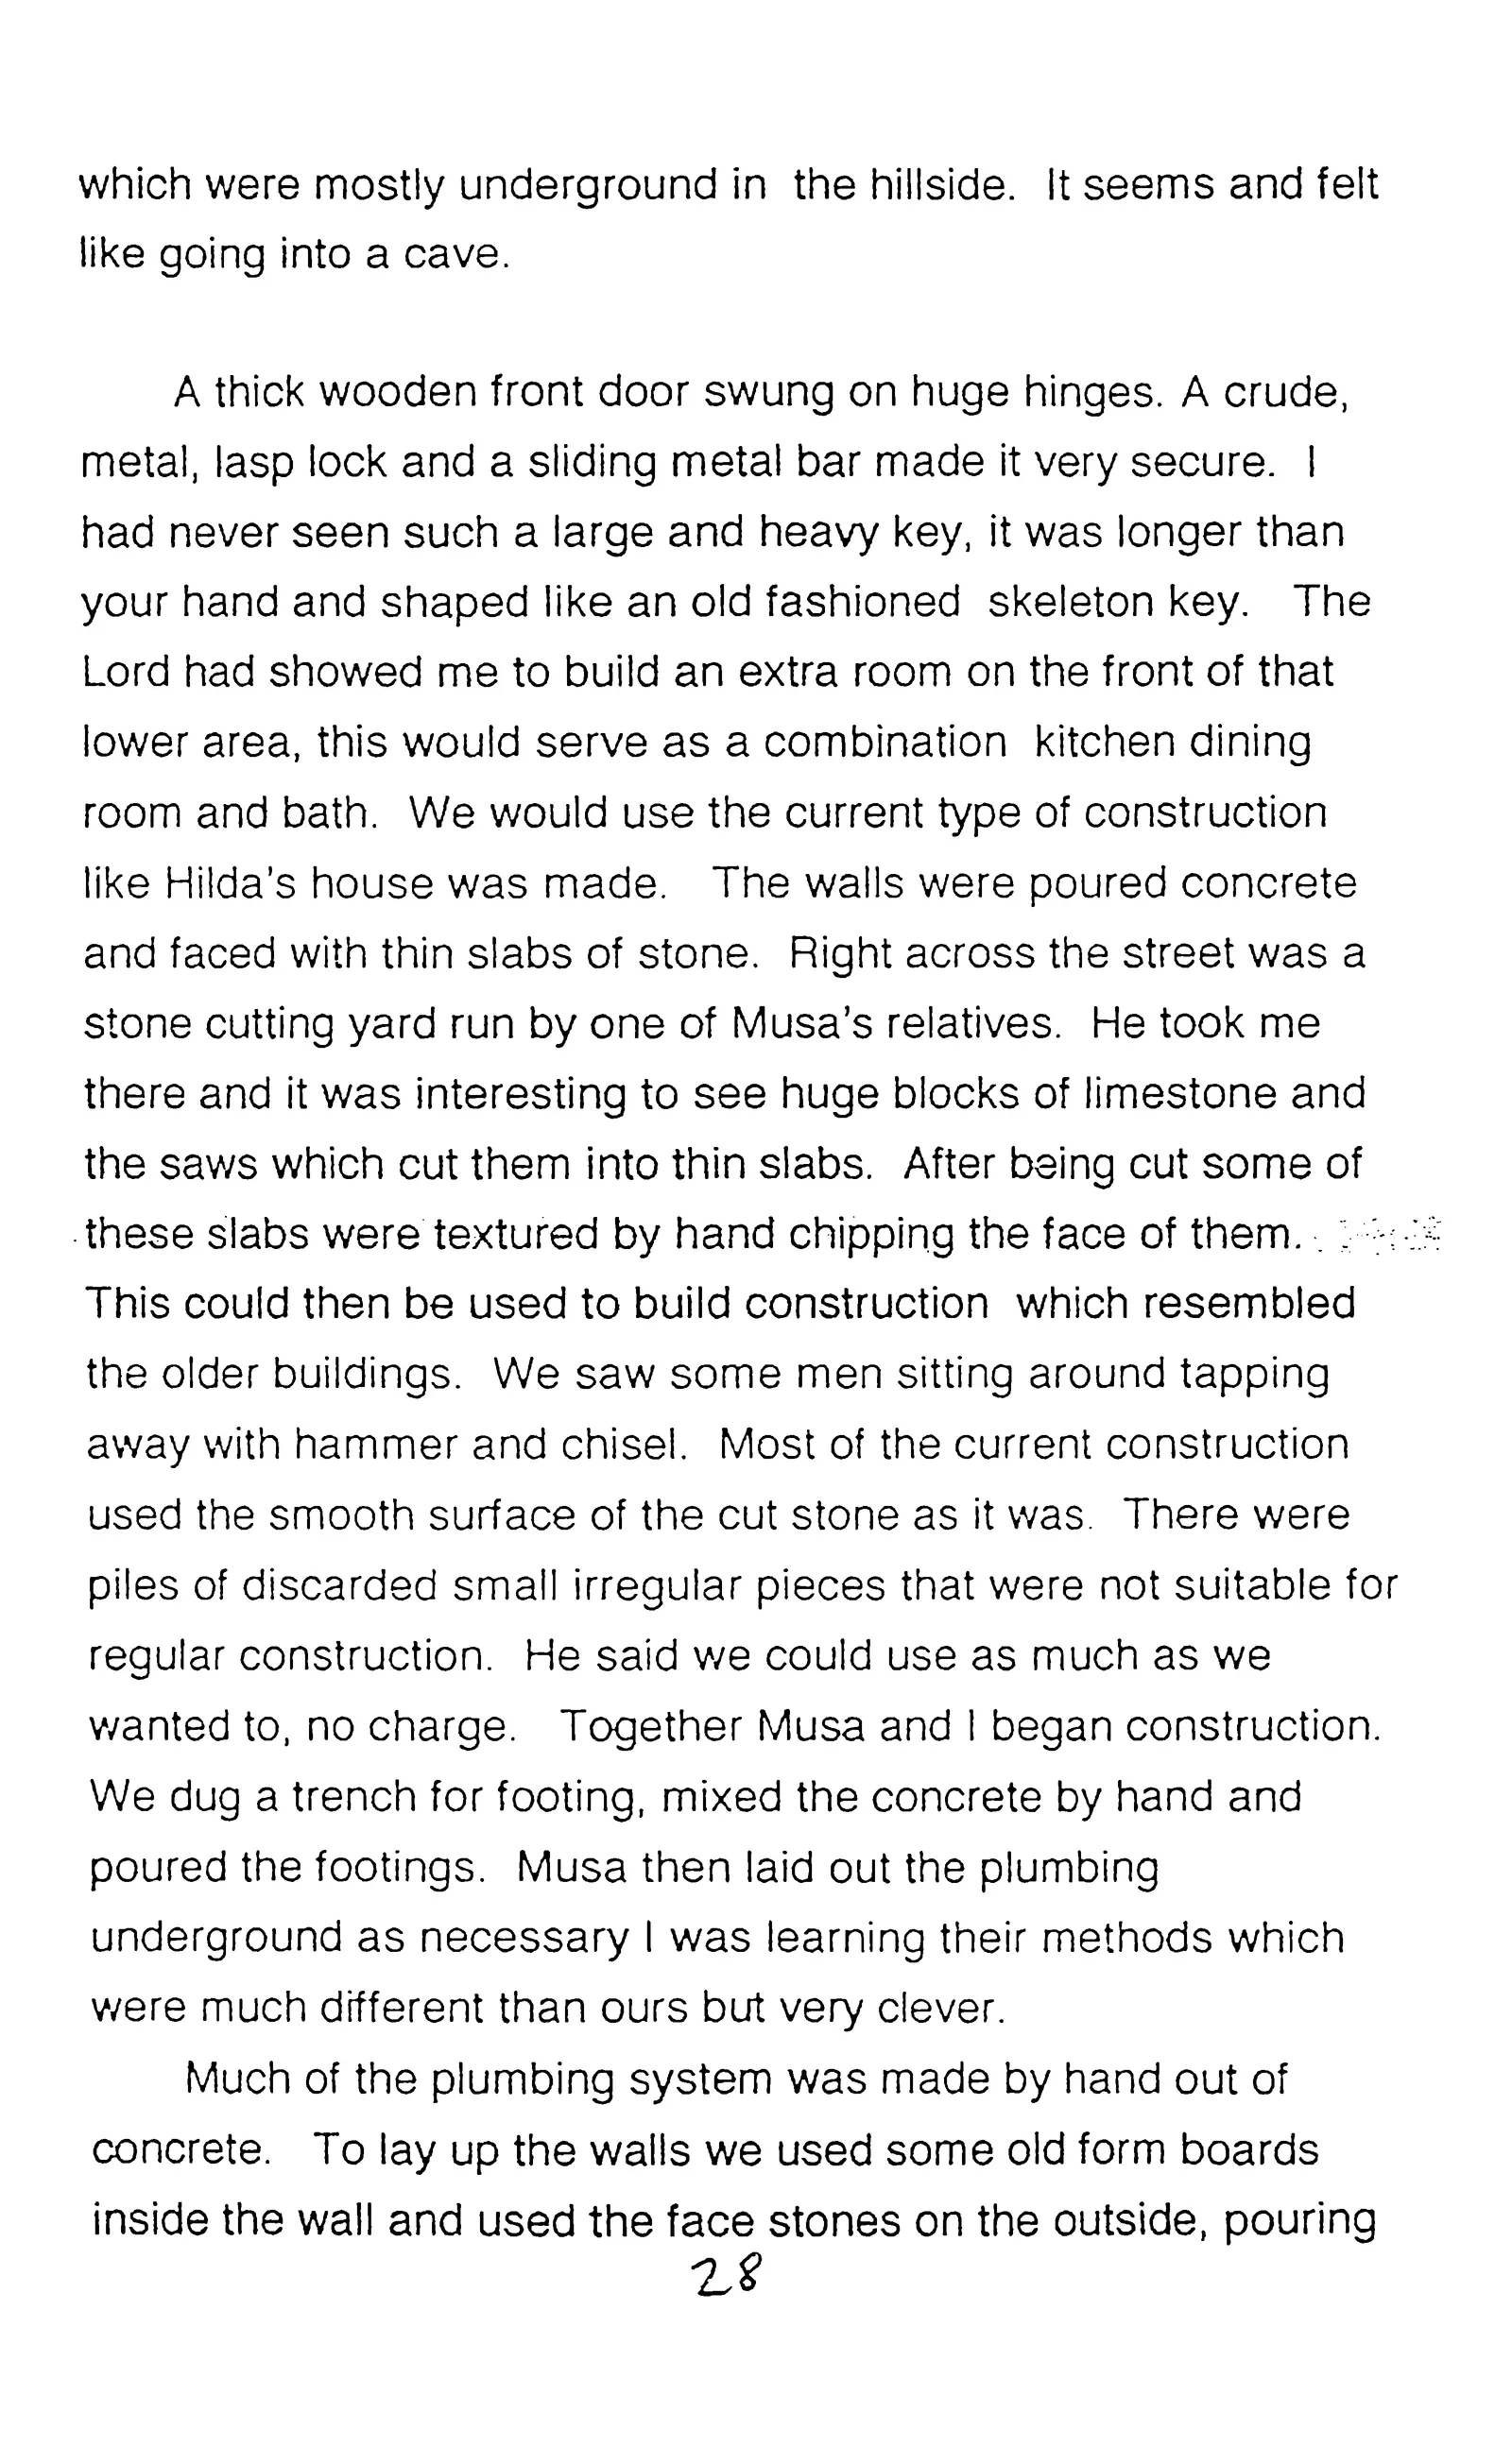 which were mostly underground in the hillside. It seems and felt
like going into a cave.
A thick wooden front door swung on huge hinges. A crude,
metal, lasp lock and a sliding metal bar made it very secure. I
had never seen such a large and heavy key, it was longer than
your hand and shaped like an old fashioned skeleton key. The
Lord had showed me to build an extra room on the front of that
lower area, this would serve as a combination kitchen dining
room and bath. We would use the current type of construction
like Hilda's house was made. The walls were poured concrete
and faced with thin slabs of stone. Right across the street was a
stone cutting yard run by one of Musa's relatives. He took me
there and it was interesting to see huge blocks of limestone and
the saws which cut them into thin slabs. After being cut some of
these slabs were textured by hand chipping the face of them.
This could then be used to build construction which resembled
the older buildings. We saw some men sitting around tapping
away with hammer and chisel. Most of the current construction
used the smooth surface of the cut stone as it was. There were
piles of discarded small irregular pieces that were not suitable for
regular construction. He said we could use as much as we
wanted to, no charge. Together Musa and I began construction.
We dug a trench for footing, mixed the concrete by hand and
poured the footings. Musa then laid out the plumbing
underground as necessary I was learning their methods which
were much different than ours but very clever.
Much of the plumbing system was made by hand out of
concrete. To lay up the walls we used some old form boards
inside the wall and used the face stones on the outside, pouring
28